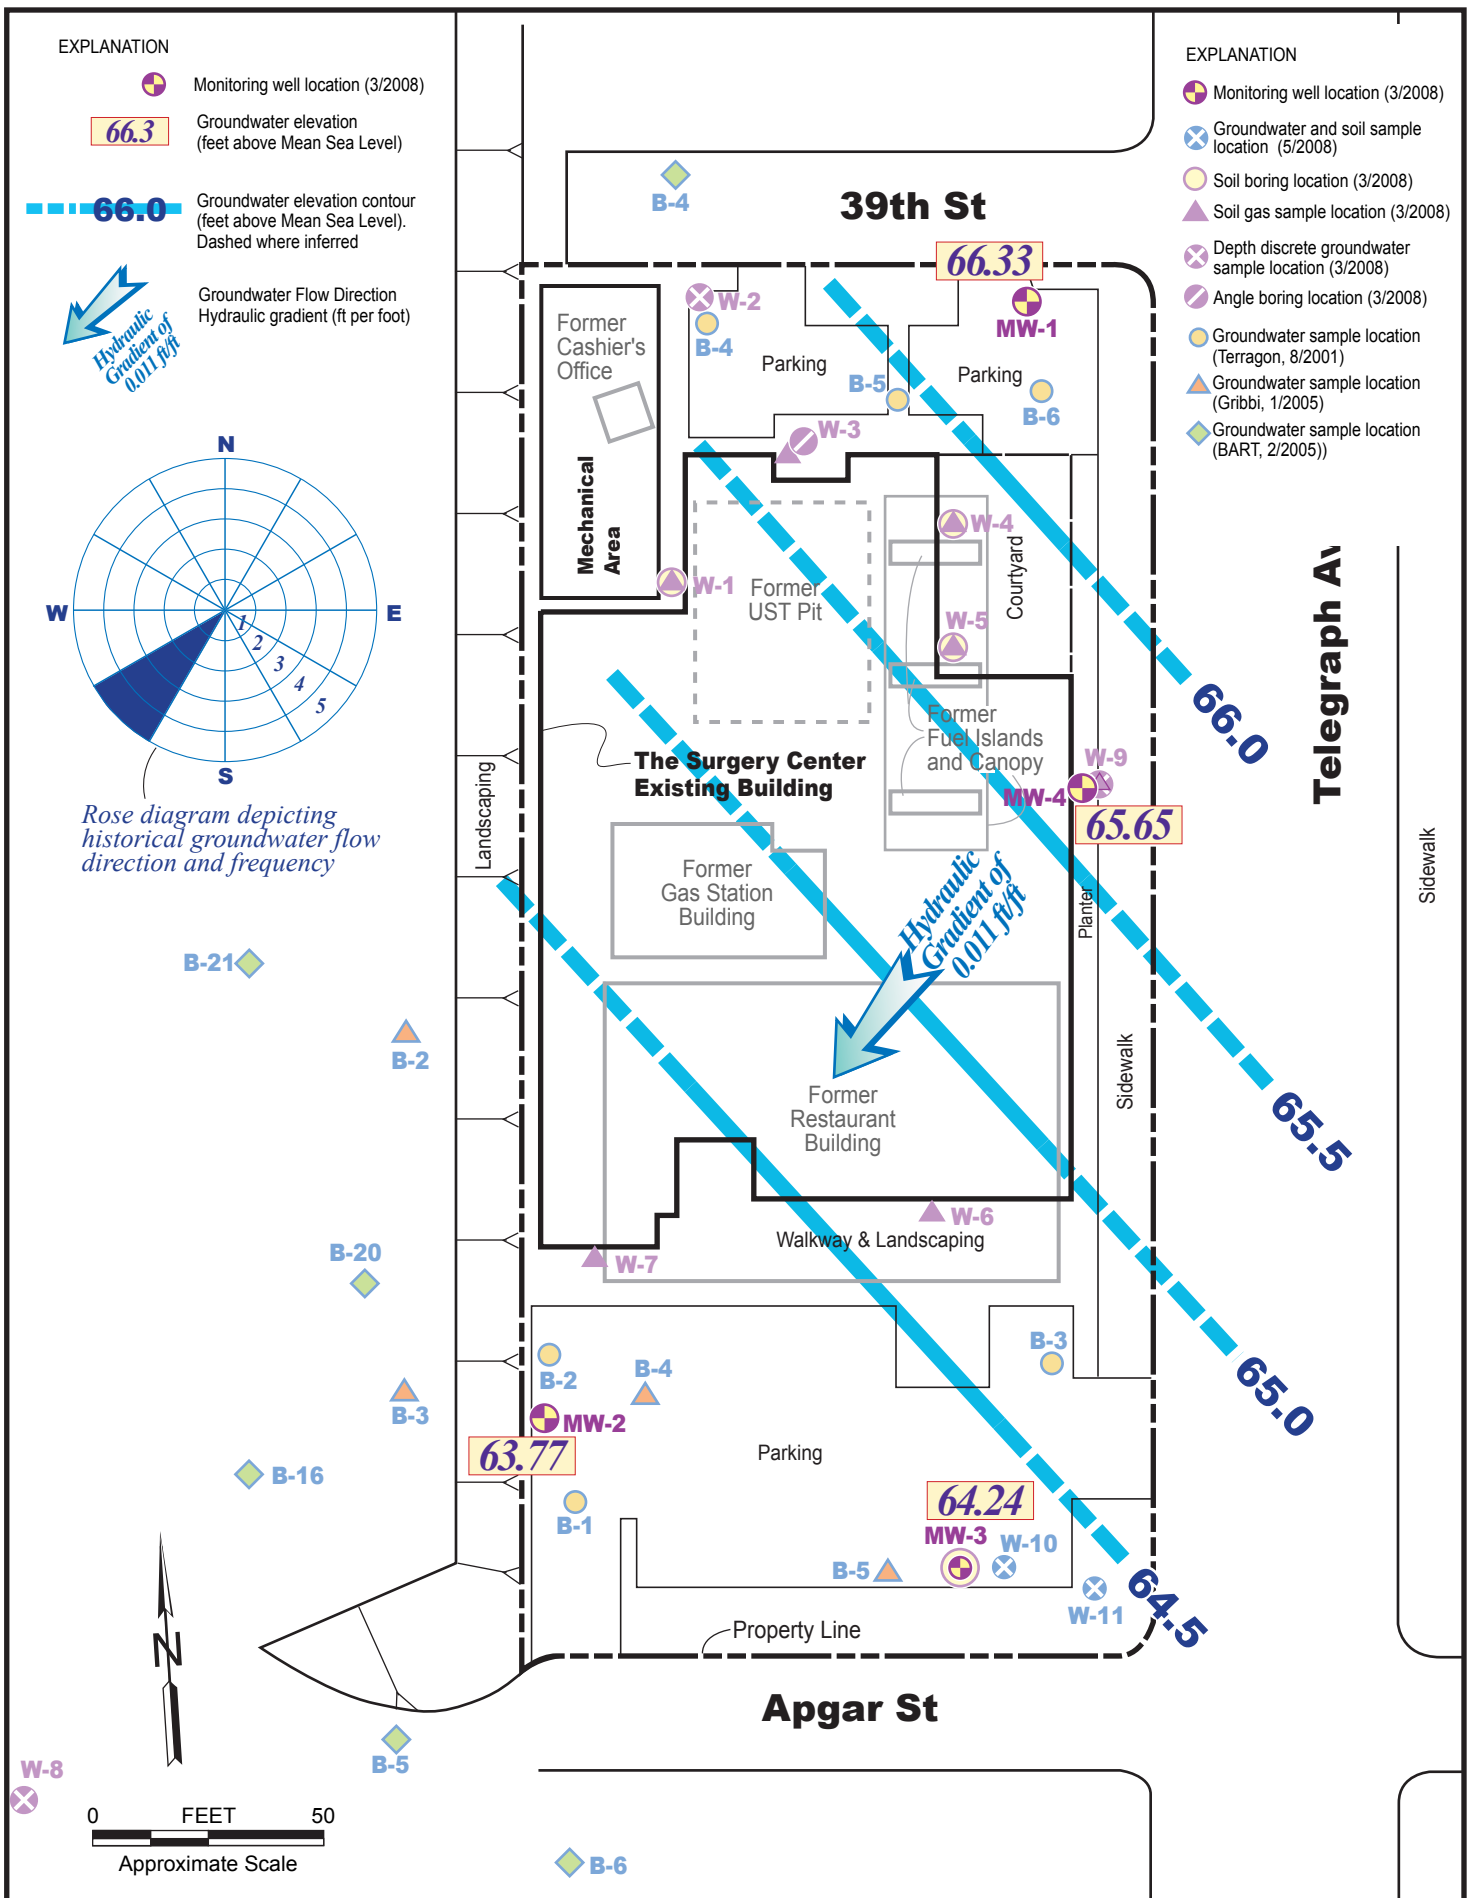 EXPLANATION
Monitoring well location (3/2008)
66.3
Groundwater elevation
(feet above Mean Sea Level)
66.0
Groundwater elevation contour
(feet above Mean Sea Level).
Dashed where inferred
Groundwater Flow Direction
Hydraulic gradient (ft per foot)
Hydraulic
Gradient of
0.011 ft/ft
N
W
E
S
1
2
3
4
5
Rose diagram depicting
historical groundwater flow
direction and frequency
EXPLANATION
Monitoring well location (3/2008)
Groundwater and soil sample
location (5/2008)
Soil boring location (3/2008)
Soil gas sample location (3/2008)
Depth discrete groundwater
sample location (3/2008)
Angle boring location (3/2008)
Groundwater sample location
(Terragon, 8/2001)
Groundwater sample location
(Gribbi, 1/2005)
Groundwater sample location
(BART, 2/2005))
B-4
39th St
66.33
MW-1
W-2
B-4
Former
Cashier's
Office
Parking
B-5
Parking
B-6
W-3
Mechanical
Area
W-4
Courtyard
W-1
Former
UST Pit
W-5
66.0
Telegraph Av
Former
Fuel Islands
and Canopy
The Surgery Center
Existing Building
W-9
MW-4
65.65
Landscaping
Sidewalk
Former
Gas Station
Building
Hydraulic
Gradient of
0.011 ft/ft
Planter
B-21
B-2
Sidewalk
Former
Restaurant
Building
65.5
W-6
Walkway & Landscaping
W-7
B-20
B-3
B-2
B-4
65.0
B-3
MW-2
63.77
Parking
B-16
64.24
B-1
MW-3
W-10
B-5
W-11
64.5
Property Line
N
Apgar St
B-5
W-8
0 FEET 50
Approximate Scale
B-6